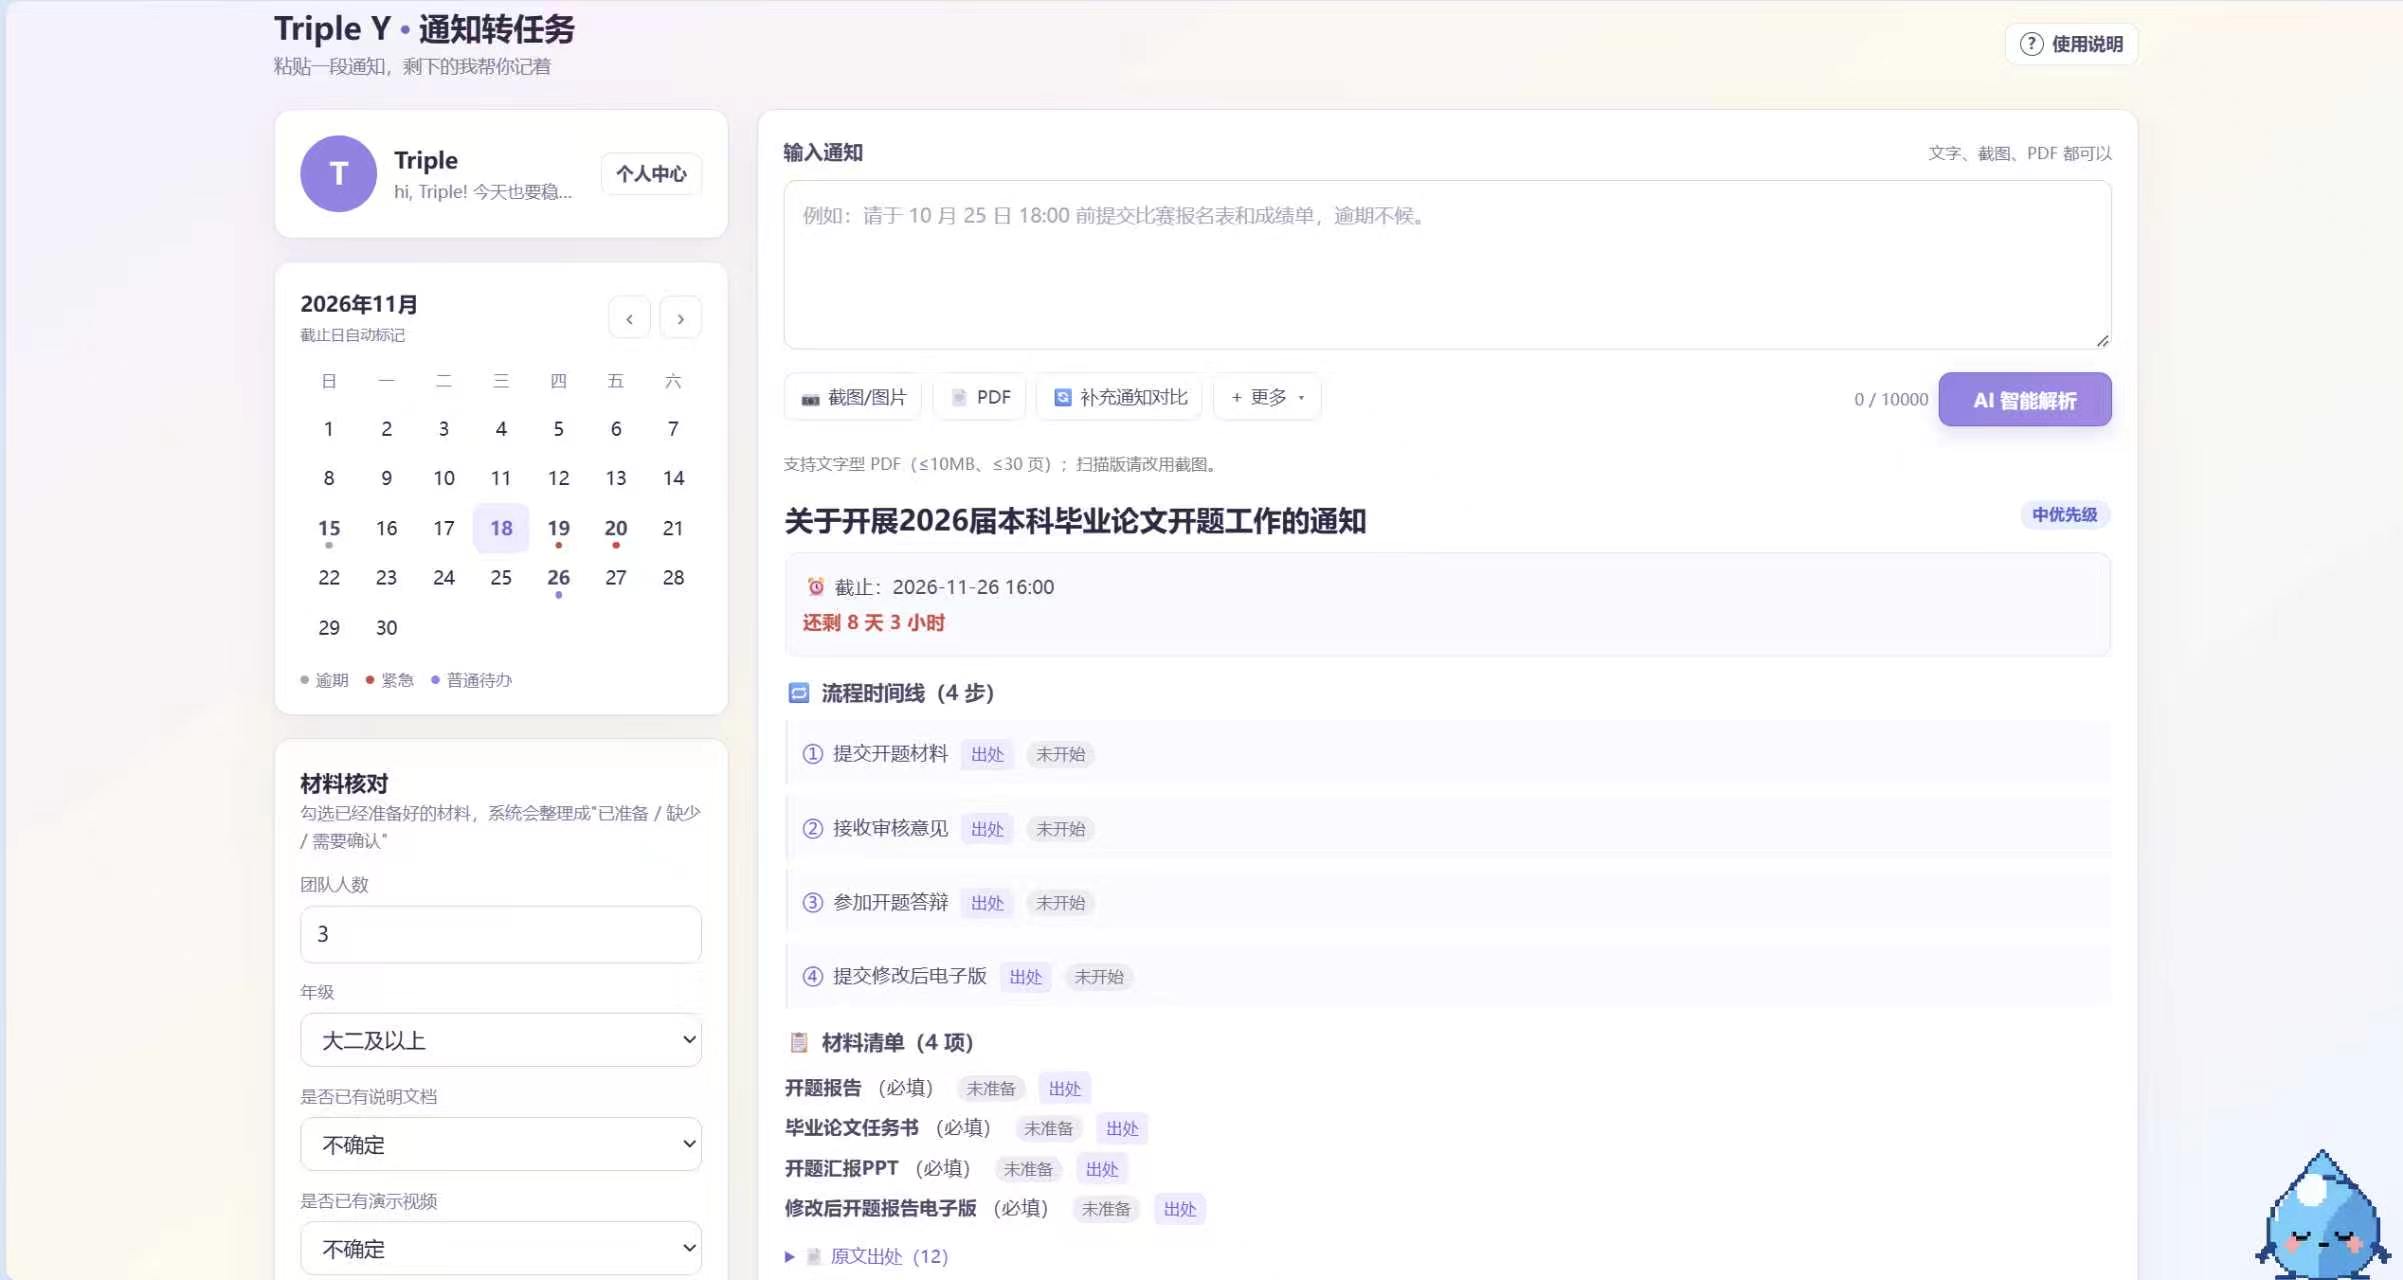 Triple Y • 通知转任务
粘贴一段通知，剩下的我帮你记着
? 使用说明
T
Triple
hi, Triple! 今天也要稳...
个人中心
2026年11月
截止日自动标记
‹ ›
日 一 二 三 四 五 六
1 2 3 4 5 6 7
8 9 10 11 12 13 14
15 16 17 18 19 20 21
22 23 24 25 26 27 28
29 30
逾期 紧急 普通待办
材料核对
勾选已经准备好的材料，系统会整理成"已准备 / 缺少
/ 需要确认"
团队人数
3
年级
大二及以上
是否已有说明文档
不确定
是否已有演示视频
不确定
输入通知
文字、截图、PDF 都可以
例如：请于 10 月 25 日 18:00 前提交比赛报名表和成绩单，逾期不候。
截图/图片 PDF 补充通知对比 + 更多
0 / 10000
AI 智能解析
支持文字型 PDF（≤10MB、≤30 页）；扫描版请改用截图。
关于开展2026届本科毕业论文开题工作的通知
中优先级
截止：2026-11-26 16:00
还剩 8 天 3 小时
流程时间线（4 步）
① 提交开题材料 出处 未开始
② 接收审核意见 出处 未开始
③ 参加开题答辩 出处 未开始
④ 提交修改后电子版 出处 未开始
材料清单（4 项）
开题报告 （必填） 未准备 出处
毕业论文任务书 （必填） 未准备 出处
开题汇报PPT （必填） 未准备 出处
修改后开题报告电子版 （必填） 未准备 出处
原文出处（12）